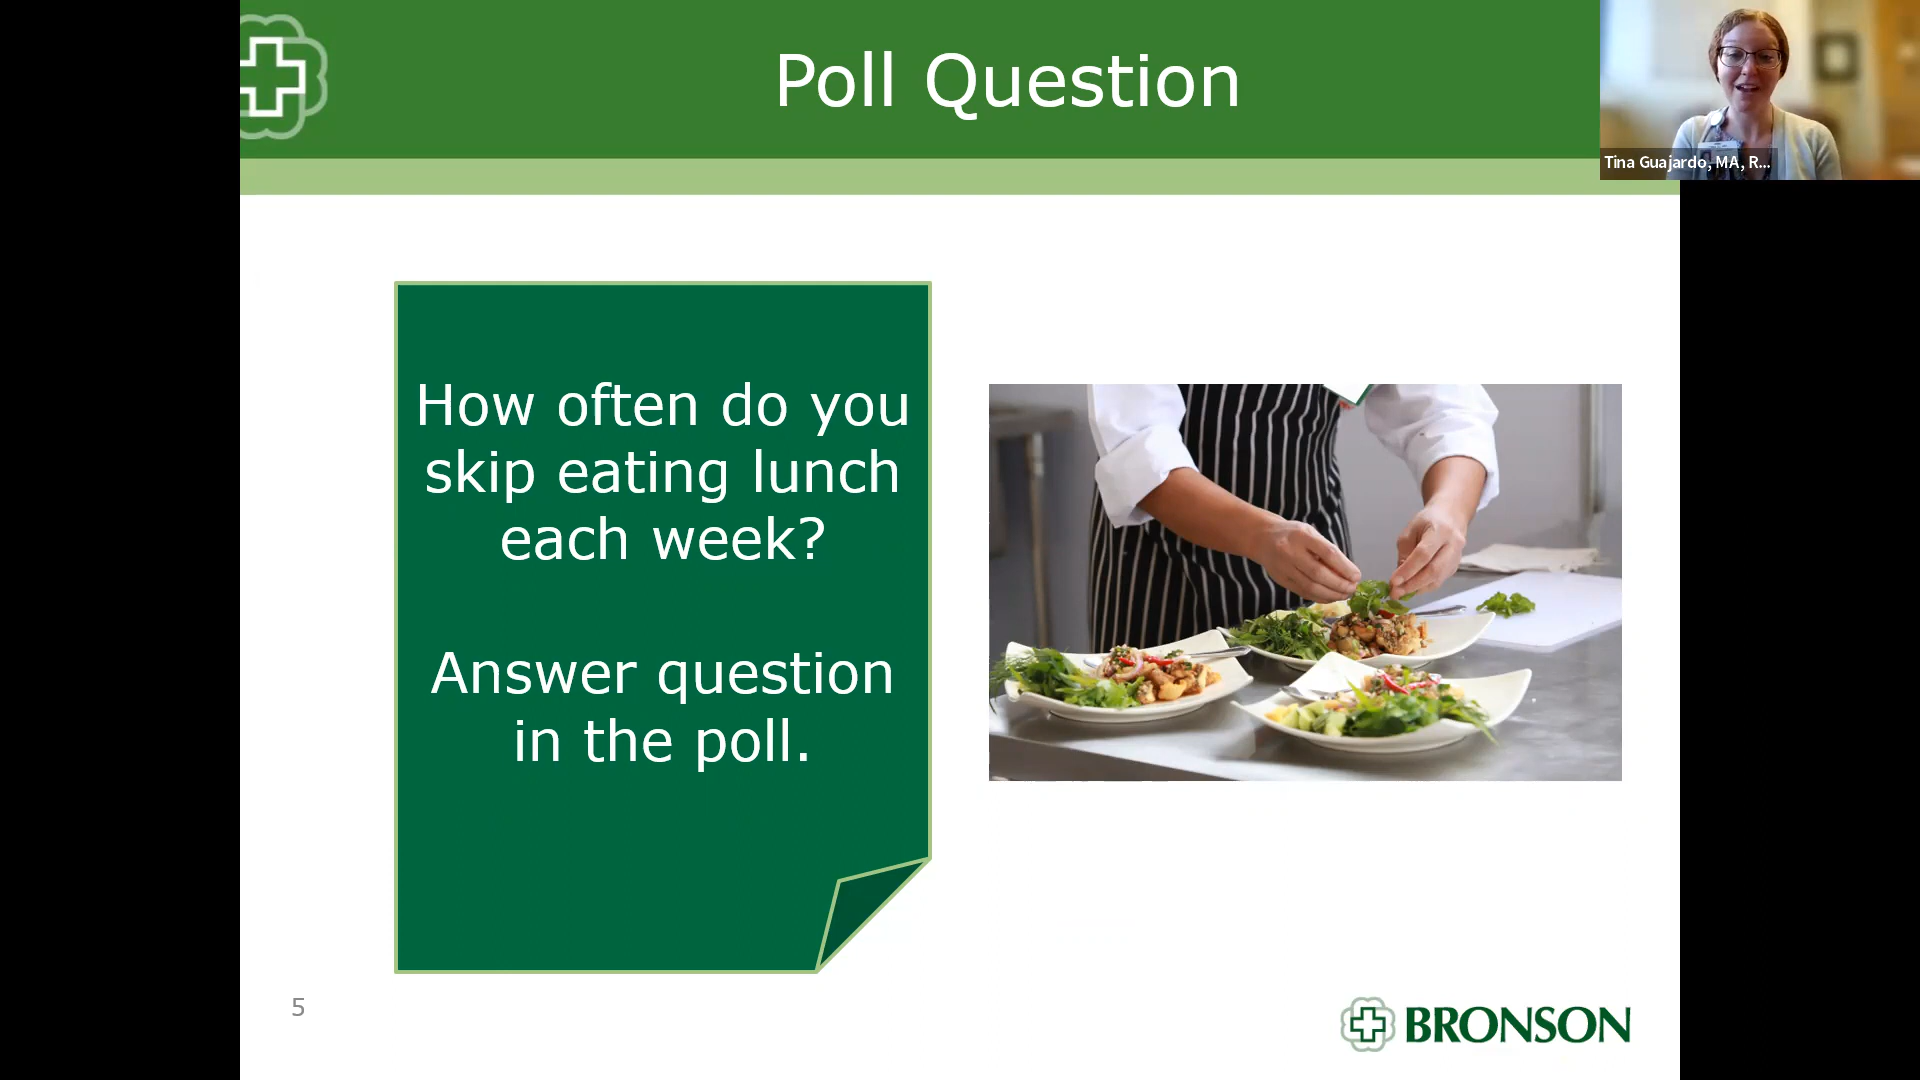 Poll Question
Tina Guajardo, MA, R...
How often do you
skip eating lunch
each week?
Answer question
in the poll.
5
BRONSON